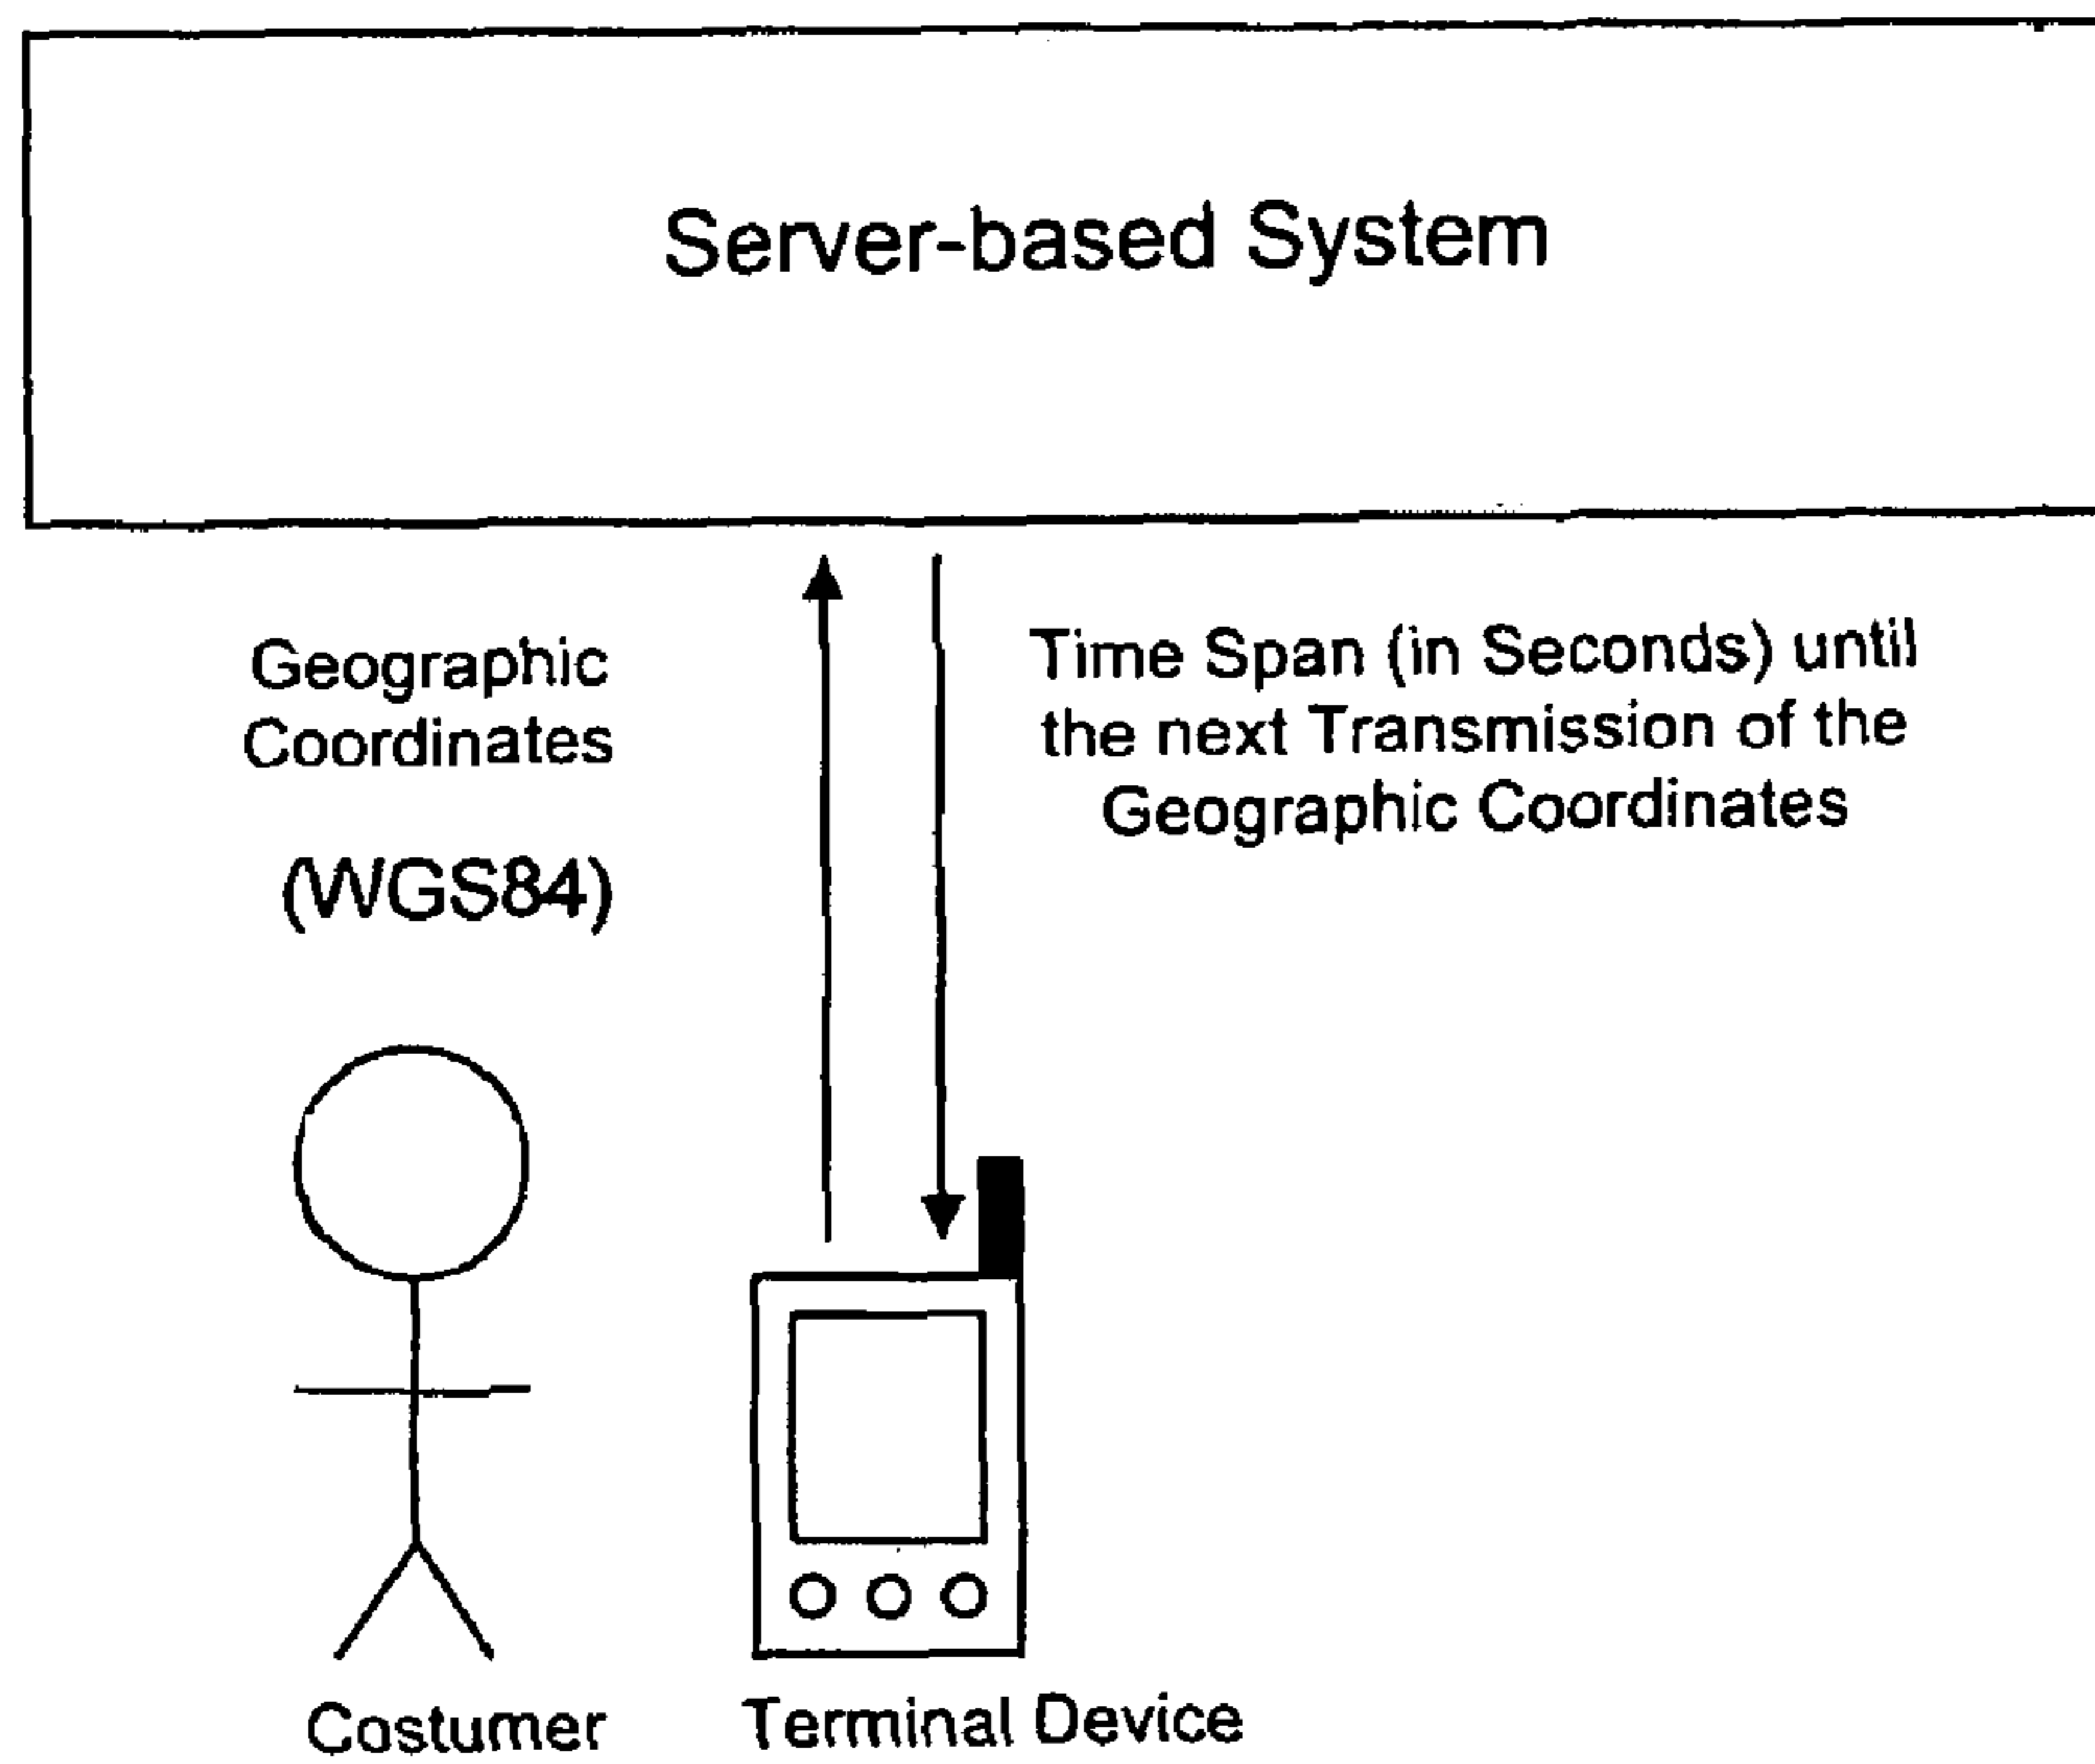 Server-based System
Geographic
Coordinates
(WGS84)
Time Span (in Seconds) until
the next Transmission of the
Geographic Coordinates
Costumer
Terminal Device